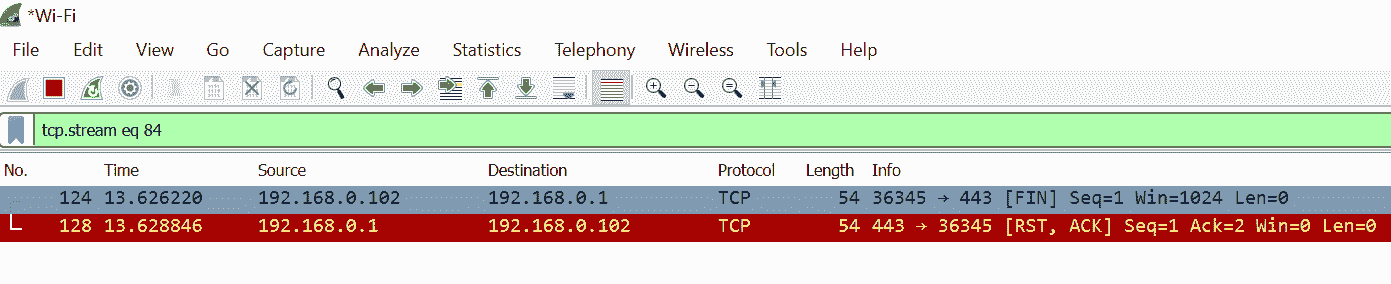 *Wi-Fi
File Edit View Go Capture Analyze Statistics Telephony Wireless Tools Help
tcp.stream eq 84
No. Time Source Destination Protocol Length Info
124 13.626220 192.168.0.102 192.168.0.1 TCP 54 36345 → 443 [FIN] Seq=1 Win=1024 Len=0
128 13.628846 192.168.0.1 192.168.0.102 TCP 54 443 → 36345 [RST, ACK] Seq=1 Ack=2 Win=0 Len=0